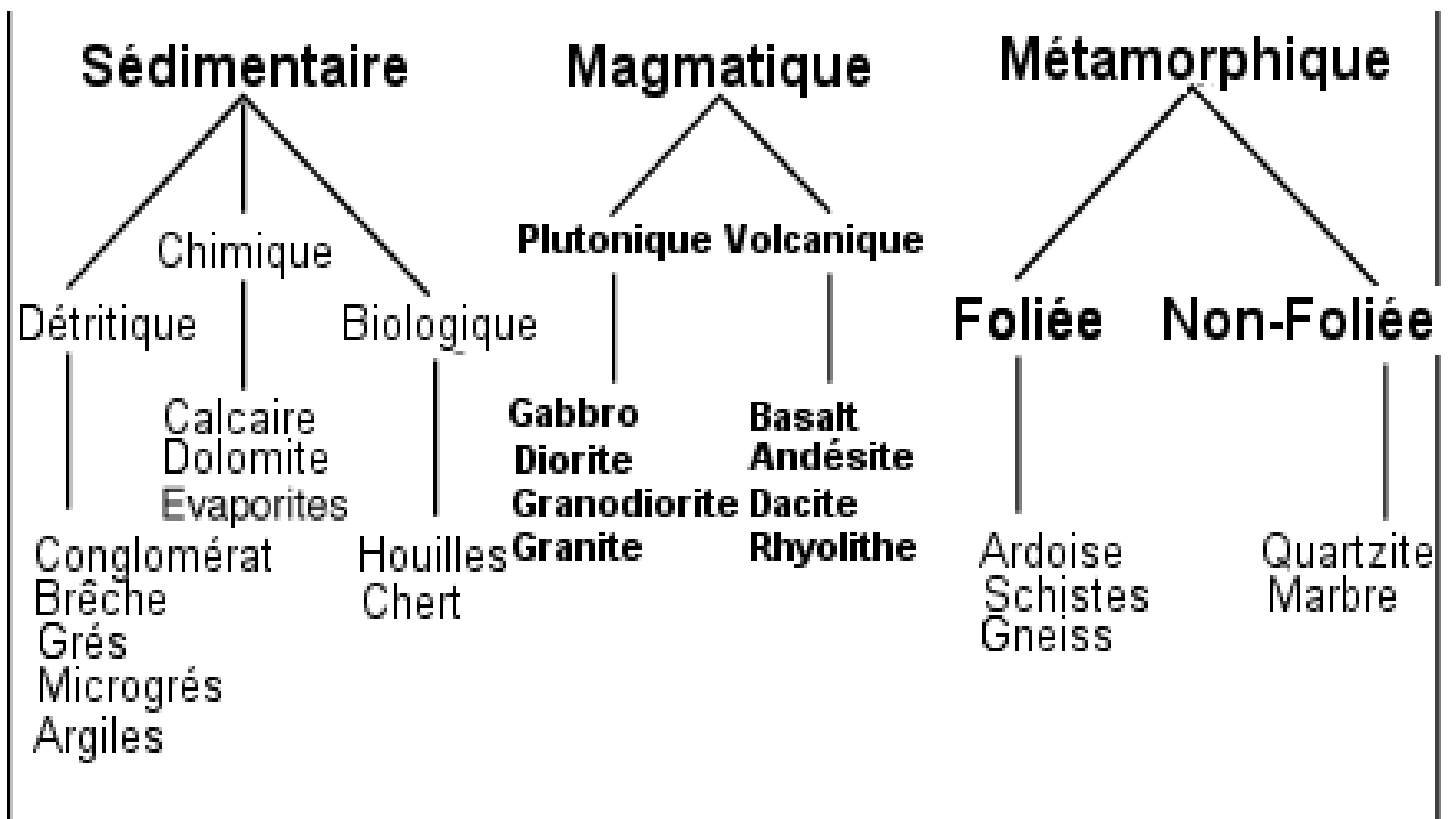 Sédimentaire
Magmatique
Métamorphique
Chimique
Détritique
Biologique
Calcaire
Dolomite
Evaporites
Conglomérat
Brêche
Grés
Microgrés
Argiles
Houilles
Chert
Plutonique
Volcanique
Gabbro
Diorite
Granodiorite
Granite
Basalt
Andésite
Dacite
Rhyolithe
Foliée
Non-Foliée
Ardoise
Schistes
Gneiss
Quartzite
Marbre